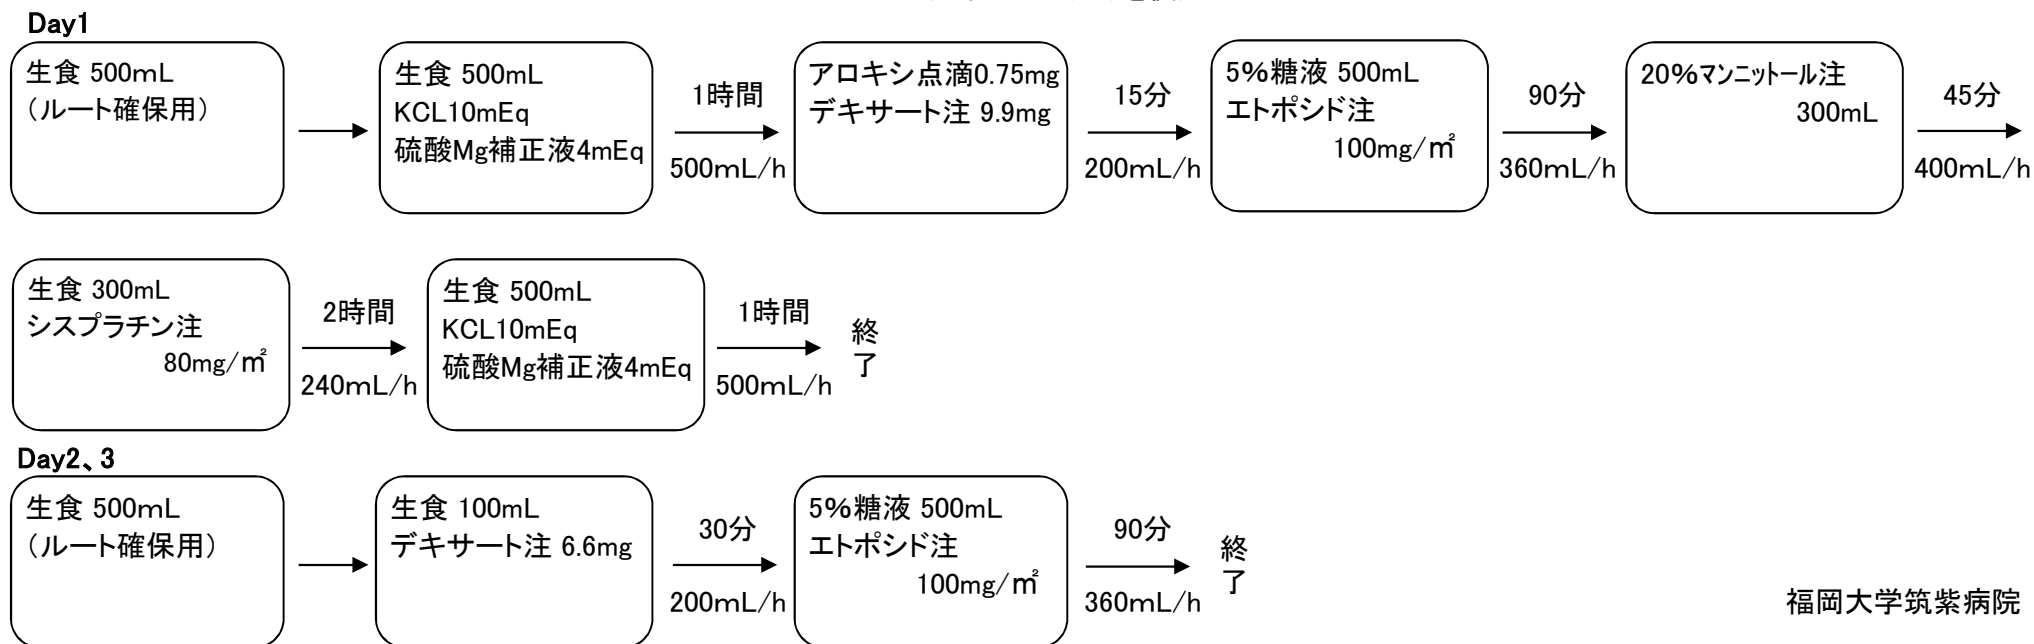 Day1
生食 500mL
（ルート確保用）
生食 500mL
KCL10mEq
硫酸Mg補正液4mEq
1時間
500mL/h
アロキシ点滴0.75mg
デキサート注 9.9mg
15分
200mL/h
5%糖液 500mL
エトポシド注
100mg/㎡
90分
360mL/h
20%マンニットール注
300mL
45分
400mL/h
生食 300mL
シスプラチン注
80mg/㎡
2時間
240mL/h
生食 500mL
KCL10mEq
硫酸Mg補正液4mEq
1時間
500mL/h
終
了
Day2、3
生食 500mL
（ルート確保用）
生食 100mL
デキサート注 6.6mg
30分
200mL/h
5%糖液 500mL
エトポシド注
100mg/㎡
90分
360mL/h
終
了
福岡大学筑紫病院